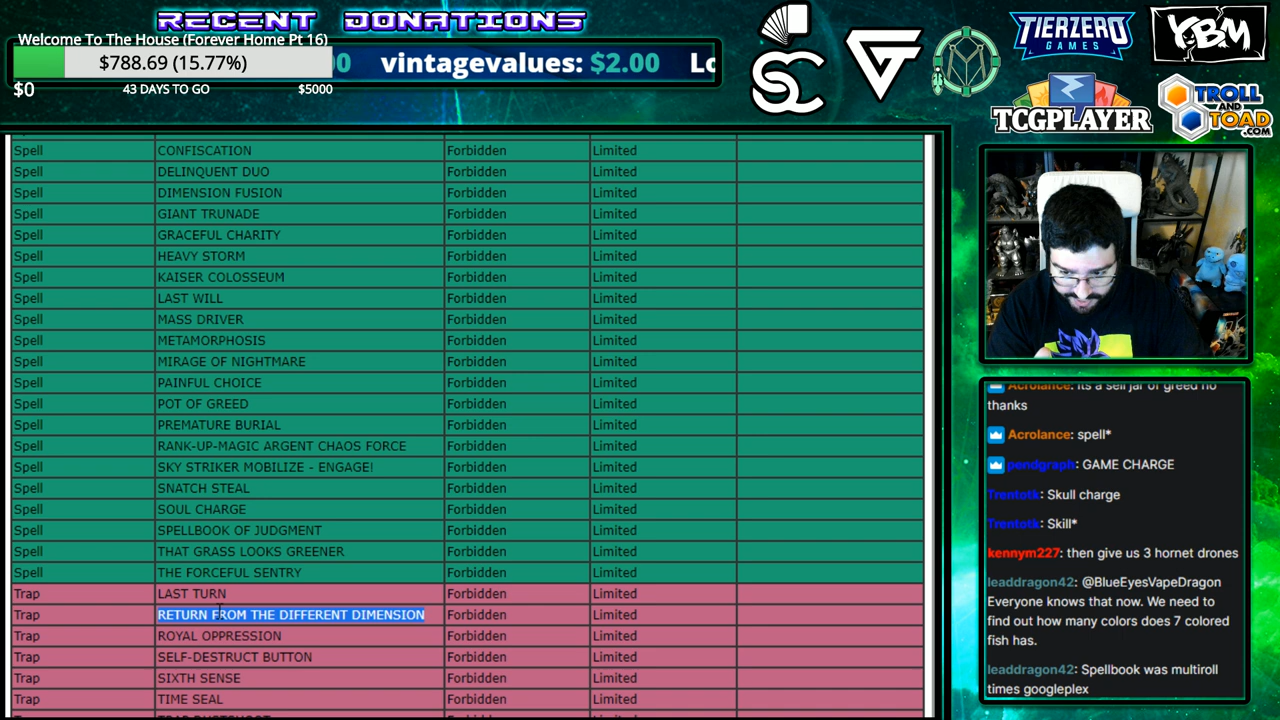 RECENT DONATIONS
Welcome To The House (Forever Home Pt 16)
$788.69 (15.77%)
$0 43 DAYS TO GO $5000
00 vintagevalues: $2.00 Lo
SC
TIERZERO
GAMES
YBM
TCGPLAYER
TROLL
AND
TOAD
.COM
Spell CONFISCATION Forbidden Limited
Spell DELINQUENT DUO Forbidden Limited
Spell DIMENSION FUSION Forbidden Limited
Spell GIANT TRUNADE Forbidden Limited
Spell GRACEFUL CHARITY Forbidden Limited
Spell HEAVY STORM Forbidden Limited
Spell KAISER COLOSSEUM Forbidden Limited
Spell LAST WILL Forbidden Limited
Spell MASS DRIVER Forbidden Limited
Spell METAMORPHOSIS Forbidden Limited
Spell MIRAGE OF NIGHTMARE Forbidden Limited
Spell PAINFUL CHOICE Forbidden Limited
Spell POT OF GREED Forbidden Limited
Spell PREMATURE BURIAL Forbidden Limited
Spell RANK-UP-MAGIC ARGENT CHAOS FORCE Forbidden Limited
Spell SKY STRIKER MOBILIZE - ENGAGE! Forbidden Limited
Spell SNATCH STEAL Forbidden Limited
Spell SOUL CHARGE Forbidden Limited
Spell SPELLBOOK OF JUDGMENT Forbidden Limited
Spell THAT GRASS LOOKS GREENER Forbidden Limited
Spell THE FORCEFUL SENTRY Forbidden Limited
Trap LAST TURN Forbidden Limited
Trap RETURN FROM THE DIFFERENT DIMENSION Forbidden Limited
Trap ROYAL OPPRESSION Forbidden Limited
Trap SELF-DESTRUCT BUTTON Forbidden Limited
Trap SIXTH SENSE Forbidden Limited
Trap TIME SEAL Forbidden Limited
Acrolance: its a sell jar of greed no
thanks
Acrolance: spell*
pendgraph: GAME CHARGE
Trentotk: Skull charge
Trentotk: Skill*
kennym227: then give us 3 hornet drones
leaddragon42: @BlueEyesVapeDragon
Everyone knows that now. We need to
find out how many colors does 7 colored
fish has.
leaddragon42: Spellbook was multiroll
times googleplex